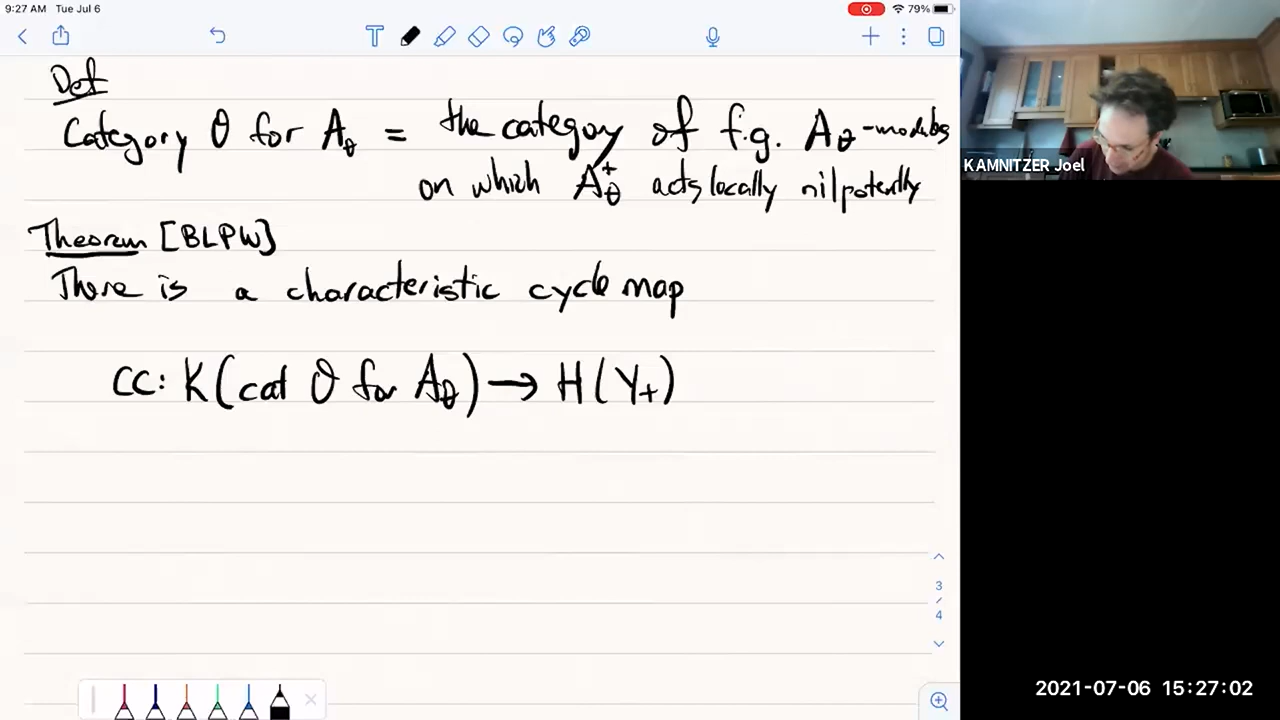 9:27 AM Tue Jul 6
79%
Def
Category O for A_θ = the category of f.g. A_θ-modules
on which A_θ^+ acts locally nilpotently
Theorem [BLPW]
There is a characteristic cycle map
CC: K(cat O for A_θ) → H(Y_+)
KAMNITZER Joel
3
/
4
2021-07-06 15:27:02